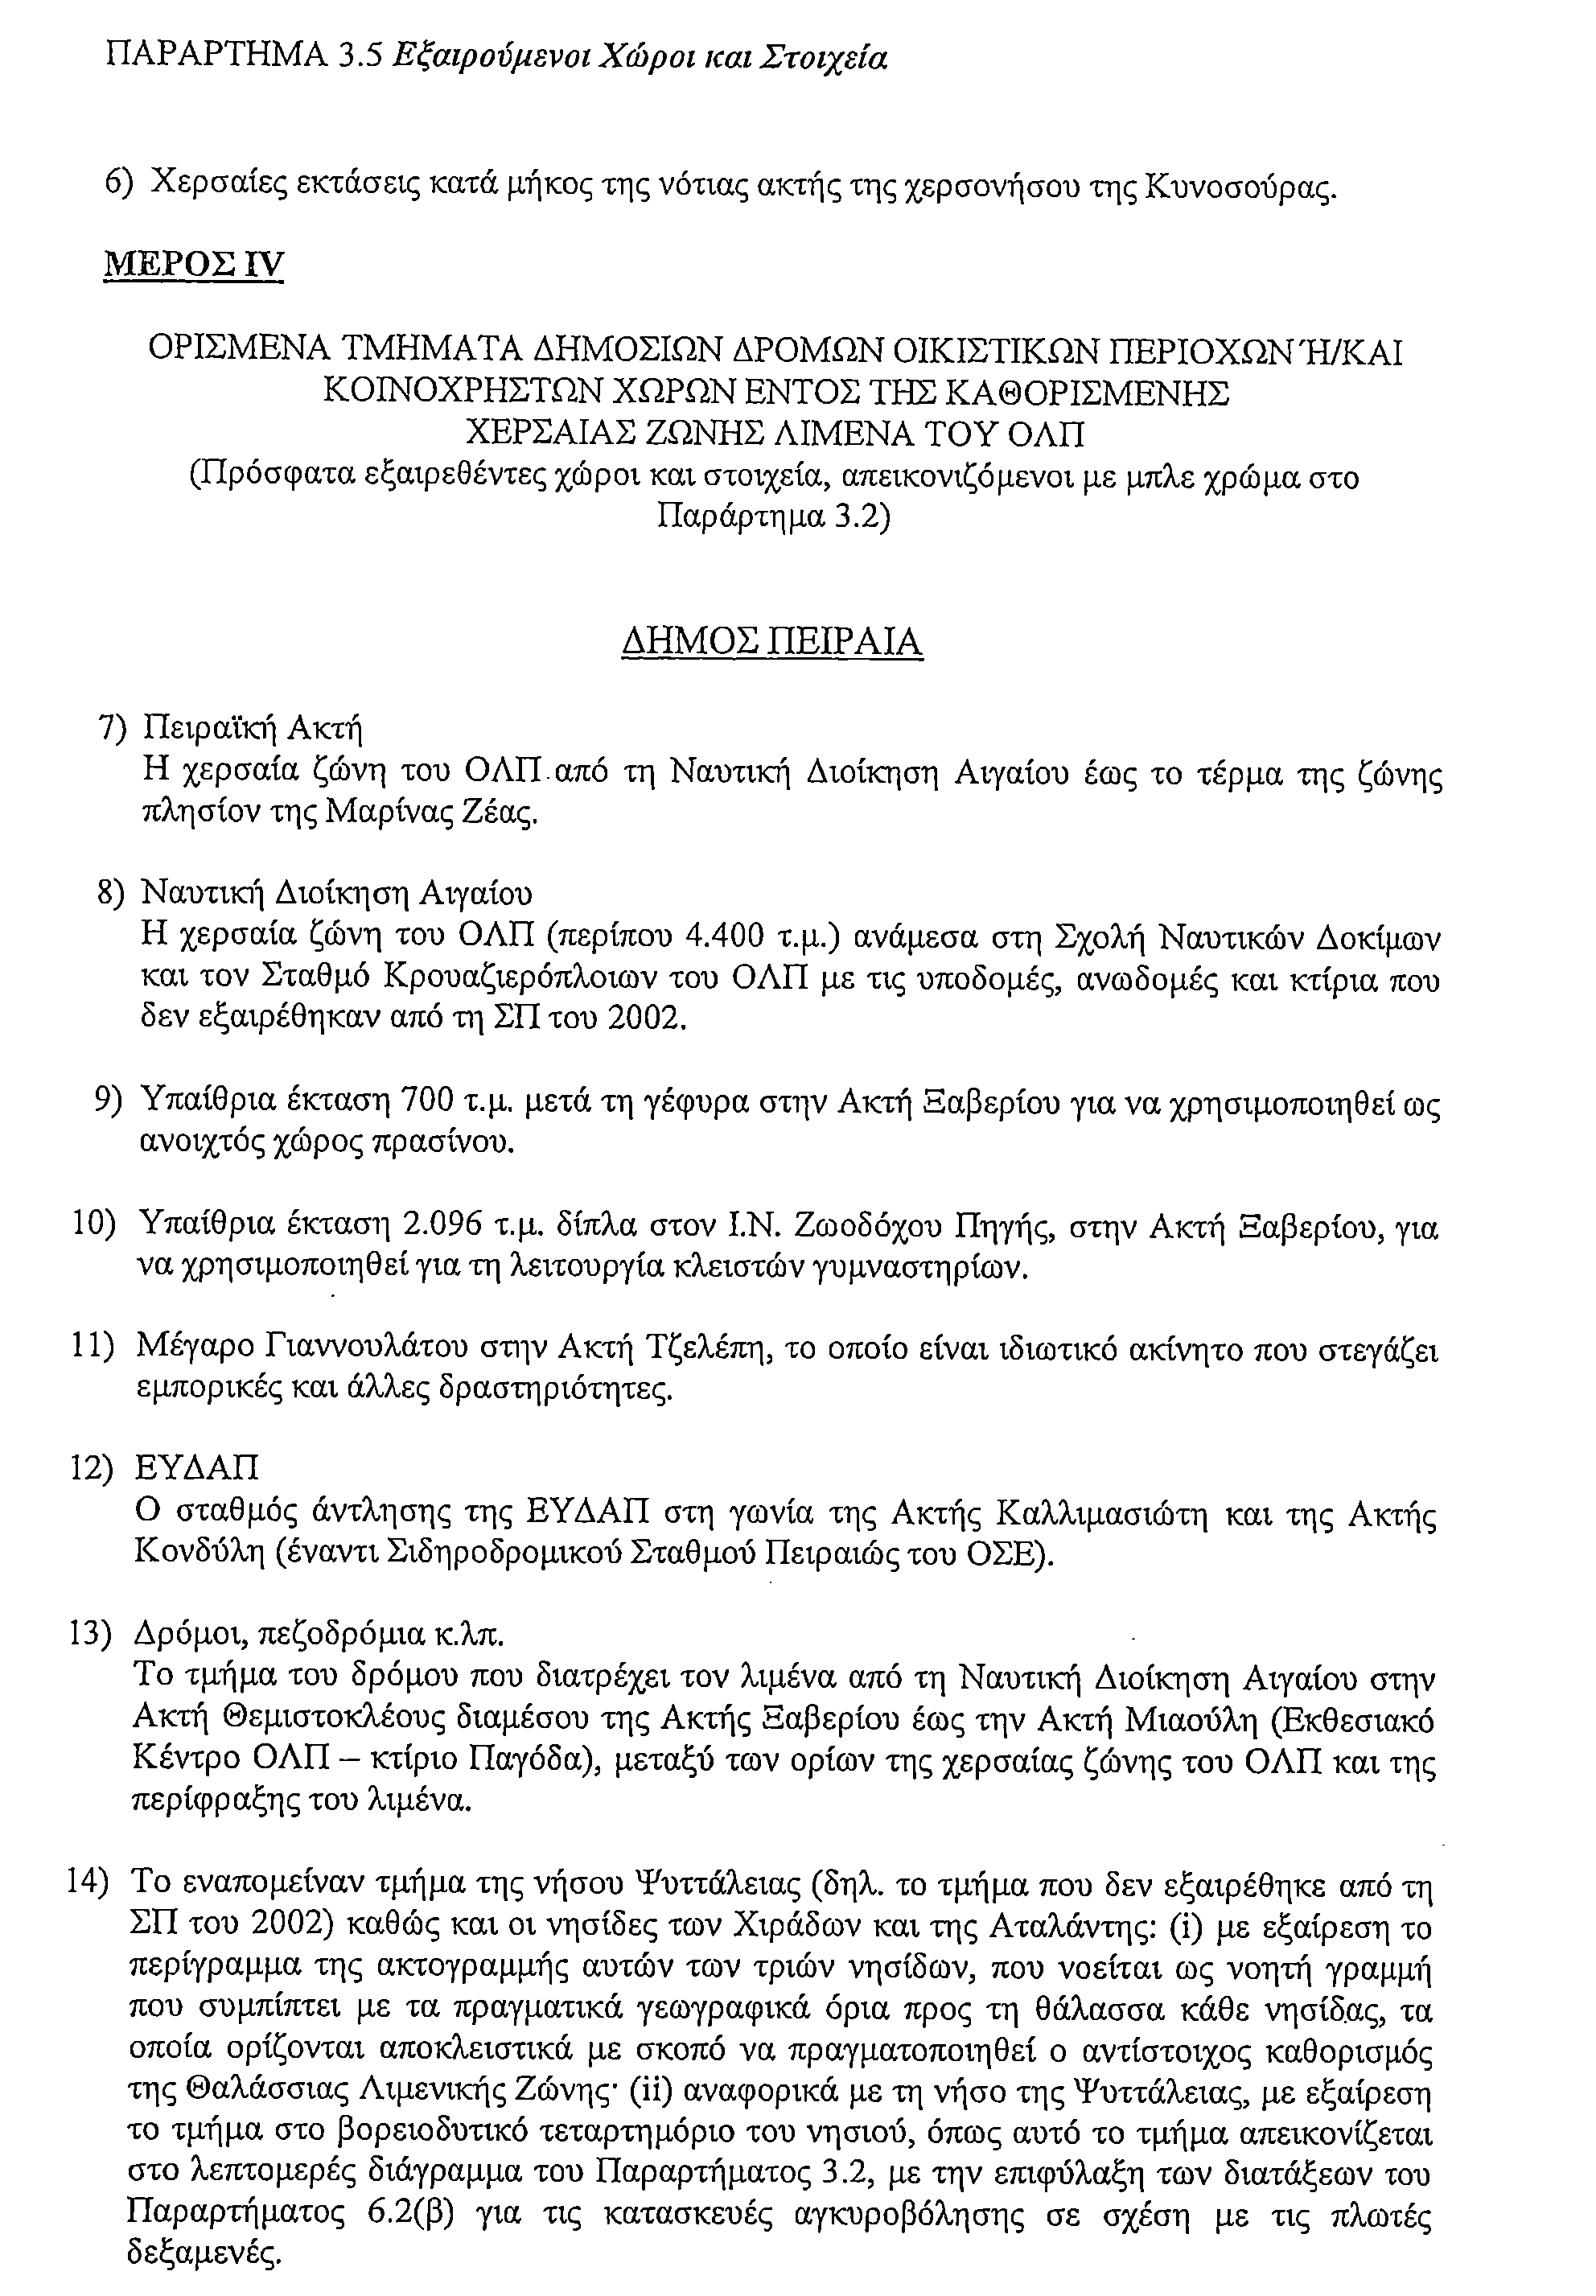 ΠΑΡΑΡΤΗΜΑ 3.5 Εξαιρούμενοι Χώροι και Στοιχεία
6) Χερσαίες εκτάσεις κατά μήκος της νότιας ακτής της χερσονήσου της Κυνοσούρας.
ΜΕΡΟΣ IV
ΟΡΙΣΜΕΝΑ ΤΜΗΜΑΤΑ ΔΗΜΟΣΙΩΝ ΔΡΟΜΩΝ ΟΙΚΙΣΤΙΚΩΝ ΠΕΡΙΟΧΩΝ Ή/ΚΑΙ
ΚΟΙΝΟΧΡΗΣΤΩΝ ΧΩΡΩΝ ΕΝΤΟΣ ΤΗΣ ΚΑΘΟΡΙΣΜΕΝΗΣ
ΧΕΡΣΑΙΑΣ ΖΩΝΗΣ ΛΙΜΕΝΑ ΤΟΥ ΟΛΠ
(Πρόσφατα εξαιρεθέντες χώροι και στοιχεία, απεικονιζόμενοι με μπλε χρώμα στο
Παράρτημα 3.2)
ΔΗΜΟΣ ΠΕΙΡΑΙΑ
7) Πειραϊκή Ακτή
Η χερσαία ζώνη του ΟΛΠ από τη Ναυτική Διοίκηση Αιγαίου έως το τέρμα της ζώνης
πλησίον της Μαρίνας Ζέας.
8) Ναυτική Διοίκηση Αιγαίου
Η χερσαία ζώνη του ΟΛΠ (περίπου 4.400 τ.μ.) ανάμεσα στη Σχολή Ναυτικών Δοκίμων
και τον Σταθμό Κρουαζιερόπλοιων του ΟΛΠ με τις υποδομές, ανωδομές και κτίρια που
δεν εξαιρέθηκαν από τη ΣΠ του 2002.
9) Υπαίθρια έκταση 700 τ.μ. μετά τη γέφυρα στην Ακτή Ξαβερίου για να χρησιμοποιηθεί ως
ανοιχτός χώρος πρασίνου.
10) Υπαίθρια έκταση 2.096 τ.μ. δίπλα στον Ι.Ν. Ζωοδόχου Πηγής, στην Ακτή Ξαβερίου, για
να χρησιμοποιηθεί για τη λειτουργία κλειστών γυμναστηρίων.
11) Μέγαρο Γιαννουλάτου στην Ακτή Τζελέπη, το οποίο είναι ιδιωτικό ακίνητο που στεγάζει
εμπορικές και άλλες δραστηριότητες.
12) ΕΥΔΑΠ
Ο σταθμός άντλησης της ΕΥΔΑΠ στη γωνία της Ακτής Καλλιμασιώτη και της Ακτής
Κονδύλη (έναντι Σιδηροδρομικού Σταθμού Πειραιώς του ΟΣΕ).
13) Δρόμοι, πεζοδρόμια κ.λπ.
Το τμήμα του δρόμου που διατρέχει τον λιμένα από τη Ναυτική Διοίκηση Αιγαίου στην
Ακτή Θεμιστοκλέους διαμέσου της Ακτής Ξαβερίου έως την Ακτή Μιαούλη (Εκθεσιακό
Κέντρο ΟΛΠ – κτίριο Παγόδα), μεταξύ των ορίων της χερσαίας ζώνης του ΟΛΠ και της
περίφραξης του λιμένα.
14) Το εναπομείναν τμήμα της νήσου Ψυττάλειας (δηλ. το τμήμα που δεν εξαιρέθηκε από τη
ΣΠ του 2002) καθώς και οι νησίδες των Χιράδων και της Αταλάντης: (i) με εξαίρεση το
περίγραμμα της ακτογραμμής αυτών των τριών νησίδων, που νοείται ως νοητή γραμμή
που συμπίπτει με τα πραγματικά γεωγραφικά όρια προς τη θάλασσα κάθε νησίδας, τα
οποία ορίζονται αποκλειστικά με σκοπό να πραγματοποιηθεί ο αντίστοιχος καθορισμός
της Θαλάσσιας Λιμενικής Ζώνης· (ii) αναφορικά με τη νήσο της Ψυττάλειας, με εξαίρεση
το τμήμα στο βορειοδυτικό τεταρτημόριο του νησιού, όπως αυτό το τμήμα απεικονίζεται
στο λεπτομερές διάγραμμα του Παραρτήματος 3.2, με την επιφύλαξη των διατάξεων του
Παραρτήματος 6.2(β) για τις κατασκευές αγκυροβόλησης σε σχέση με τις πλωτές
δεξαμενές.